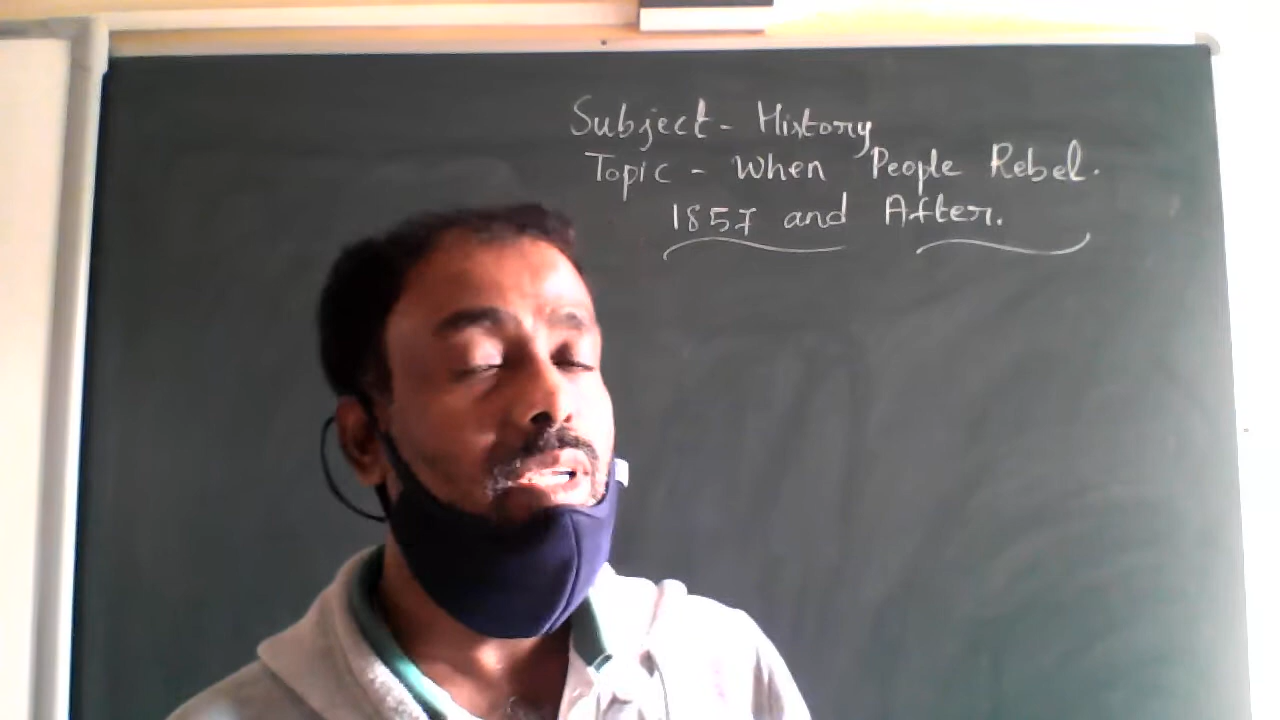 Subject - History
Topic - When People Rebel.
1857 and After.